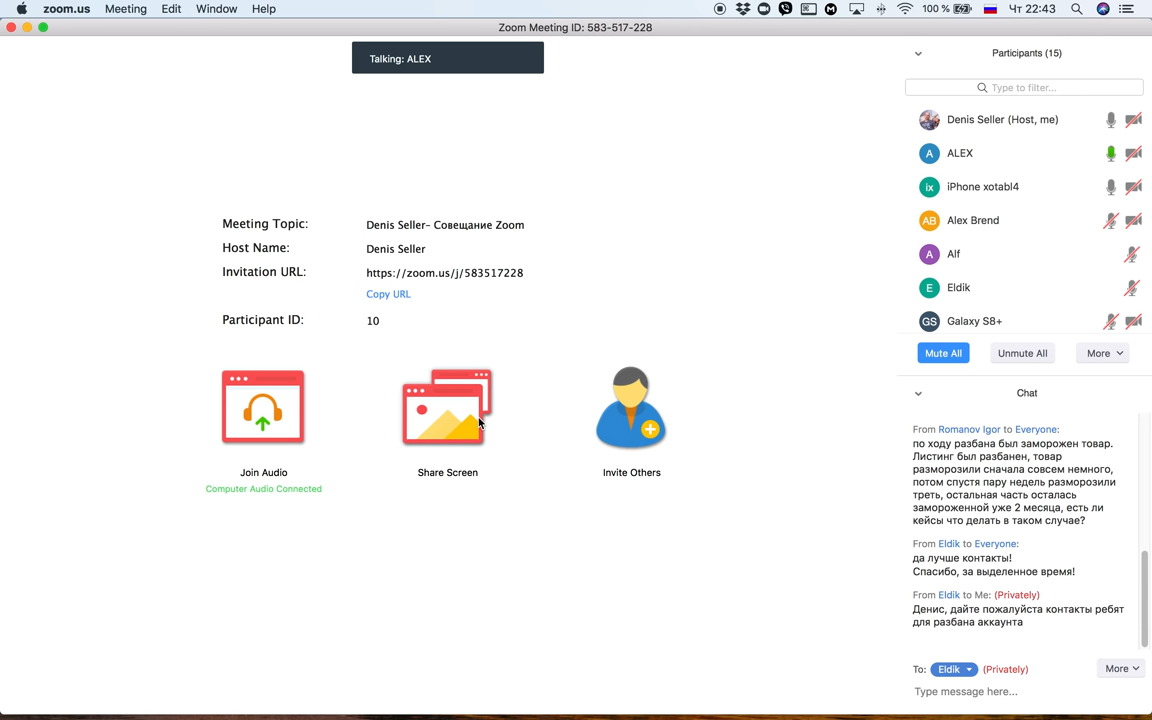 zoom.us Meeting Edit Window Help 100 % Чт 22:43
Zoom Meeting ID: 583-517-228
Talking: ALEX
Meeting Topic: Denis Seller- Совещание Zoom
Host Name: Denis Seller
Invitation URL: https://zoom.us/j/583517228
Copy URL
Participant ID: 10
Join Audio
Computer Audio Connected
Share Screen
Invite Others
Participants (15)
Type to filter...
Denis Seller (Host, me)
A ALEX
ix iPhone xotabl4
AB Alex Brend
A Alf
E Eldik
GS Galaxy S8+
Mute All Unmute All More
Chat
From Romanov Igor to Everyone:
по ходу разбана был заморожен товар.
Листинг был разбанен, товар
разморозили сначала совсем немного,
потом спустя пару недель разморозили
треть, остальная часть осталась
замороженной уже 2 месяца, есть ли
кейсы что делать в таком случае?
From Eldik to Everyone:
да лучше контакты!
Спасибо, за выделенное время!
From Eldik to Me: (Privately)
Денис, дайте пожалуйста контакты ребят
для разбана аккаунта
To: Eldik (Privately) More
Type message here...